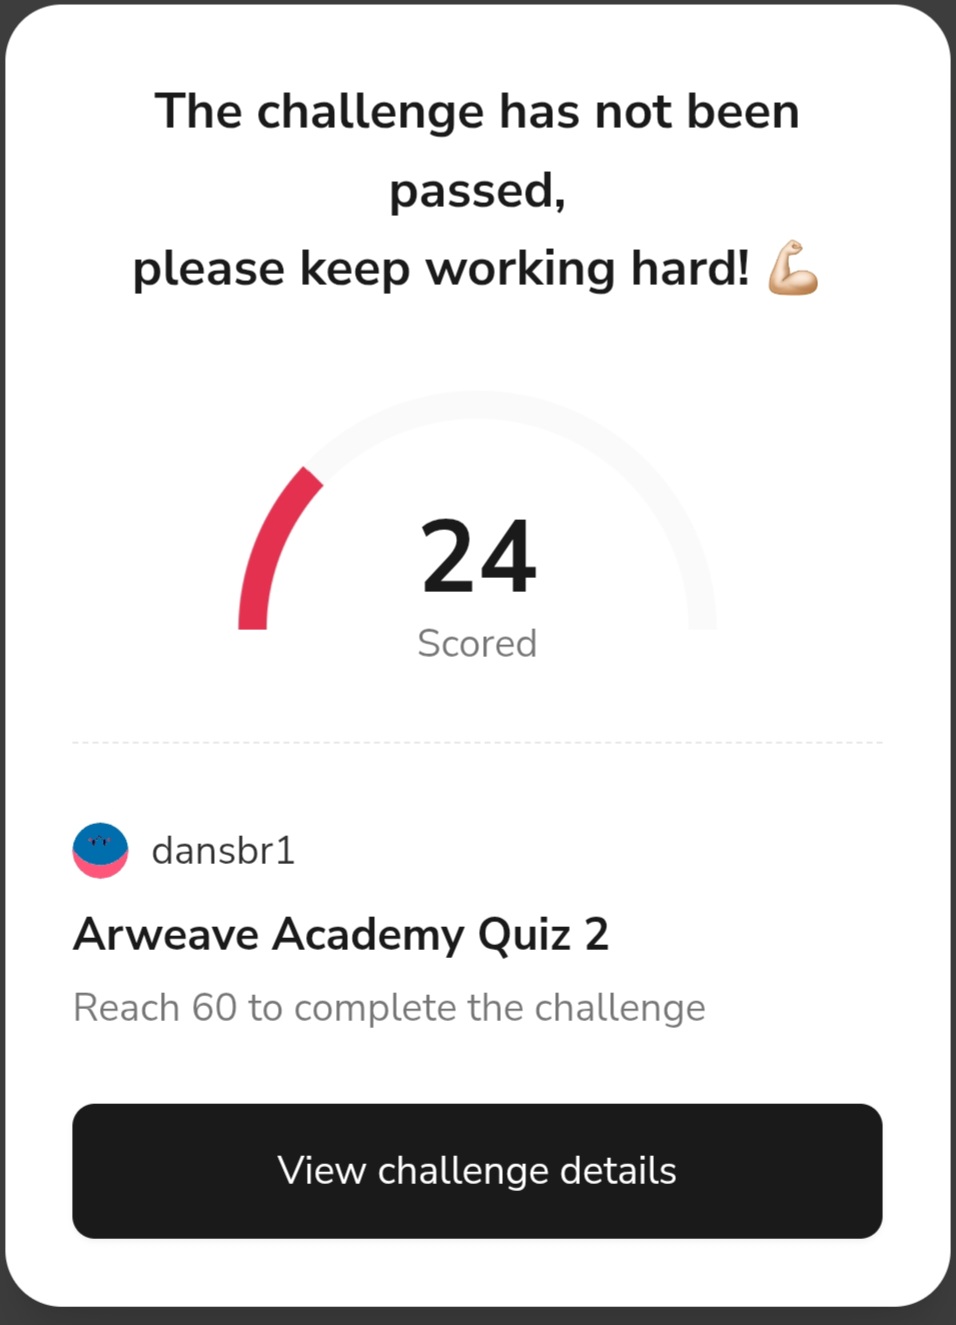 The challenge has not been
passed,
please keep working hard! 💪🏻
24
Scored
dansbr1
Arweave Academy Quiz 2
Reach 60 to complete the challenge
View challenge details